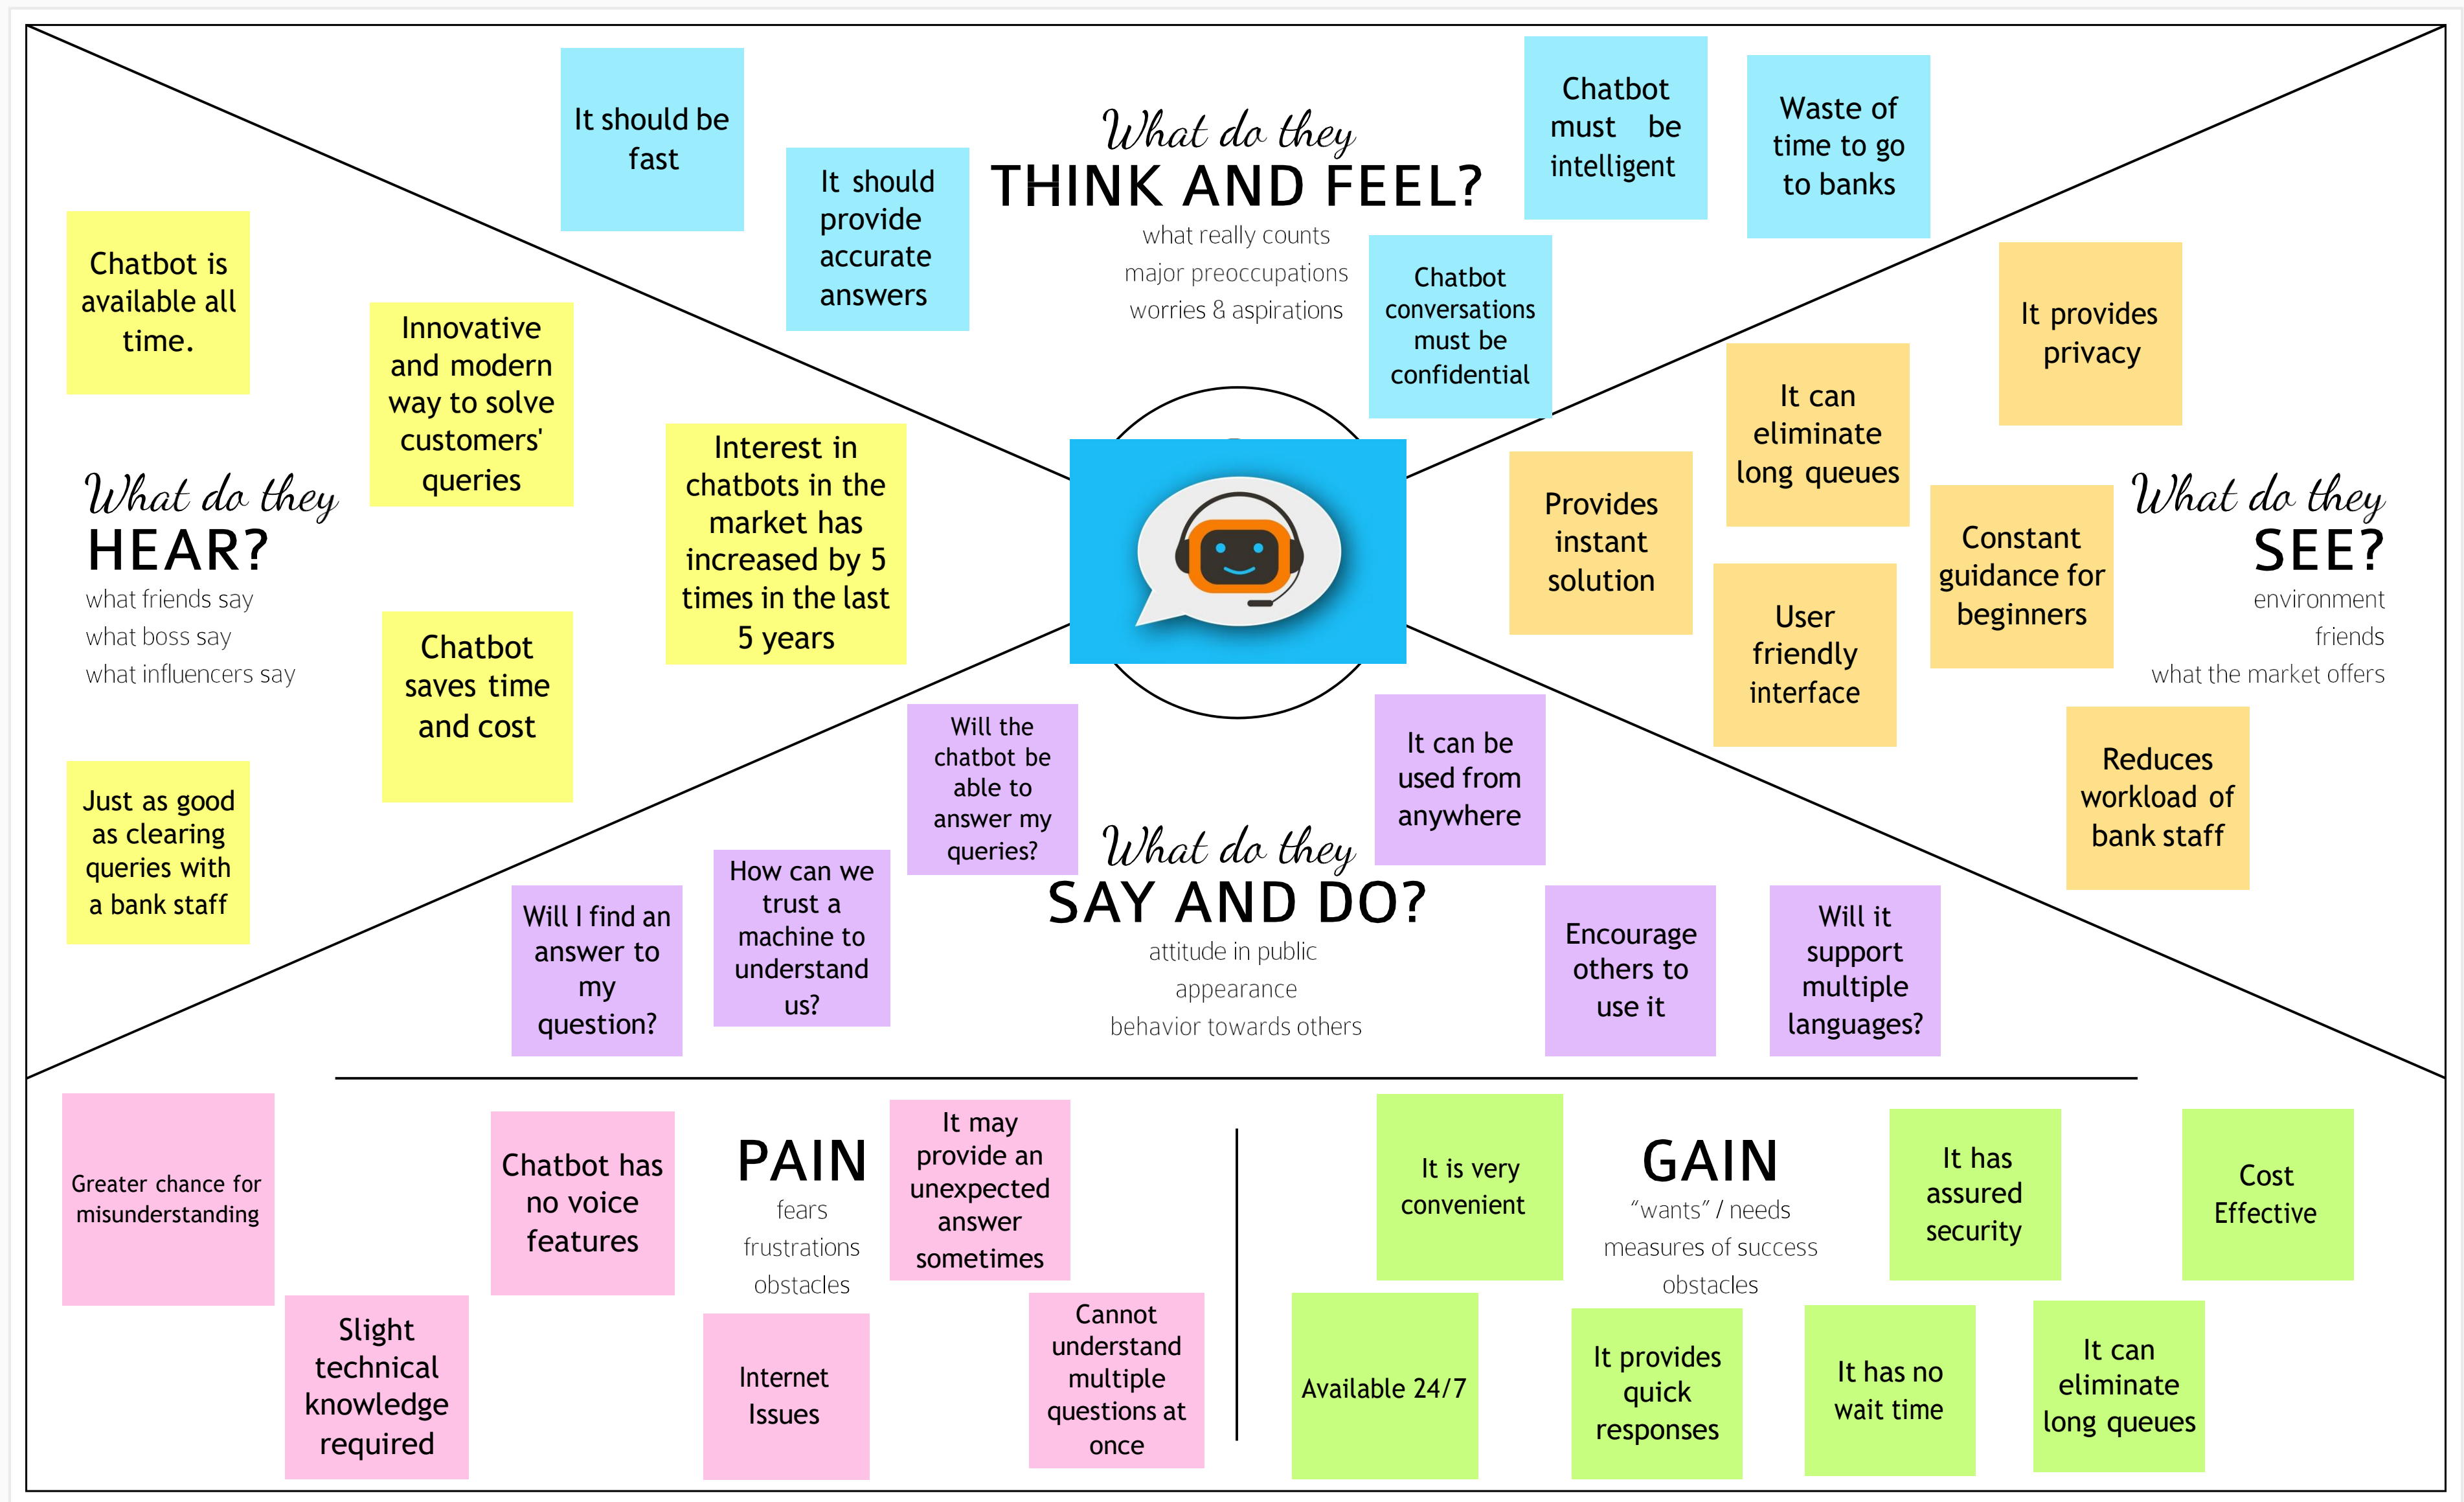 What do they
THINK AND FEEL?
what really counts
major preoccupations
worries & aspirations
It should be
fast
It should
provide
accurate
answers
Chatbot
must be
intelligent
Waste of
time to go
to banks
Chatbot
conversations
must be
confidential
What do they
HEAR?
what friends say
what boss say
what influencers say
Chatbot is
available all
time.
Innovative
and modern
way to solve
customers'
queries
Interest in
chatbots in the
market has
increased by 5
times in the last
5 years
Chatbot
saves time
and cost
Just as good
as clearing
queries with
a bank staff
What do they
SEE?
environment
friends
what the market offers
It provides
privacy
It can
eliminate
long queues
Provides
instant
solution
Constant
guidance for
beginners
User
friendly
interface
Reduces
workload of
bank staff
What do they
SAY AND DO?
attitude in public
appearance
behavior towards others
Will the
chatbot be
able to
answer my
queries?
It can be
used from
anywhere
How can we
trust a
machine to
understand
us?
Will I find an
answer to
my
question?
Encourage
others to
use it
Will it
support
multiple
languages?
PAIN
fears
frustrations
obstacles
Greater chance for
misunderstanding
Chatbot has
no voice
features
It may
provide an
unexpected
answer
sometimes
Slight
technical
knowledge
required
Internet
Issues
Cannot
understand
multiple
questions at
once
GAIN
“wants” / needs
measures of success
obstacles
It is very
convenient
It has
assured
security
Cost
Effective
Available 24/7
It provides
quick
responses
It has no
wait time
It can
eliminate
long queues